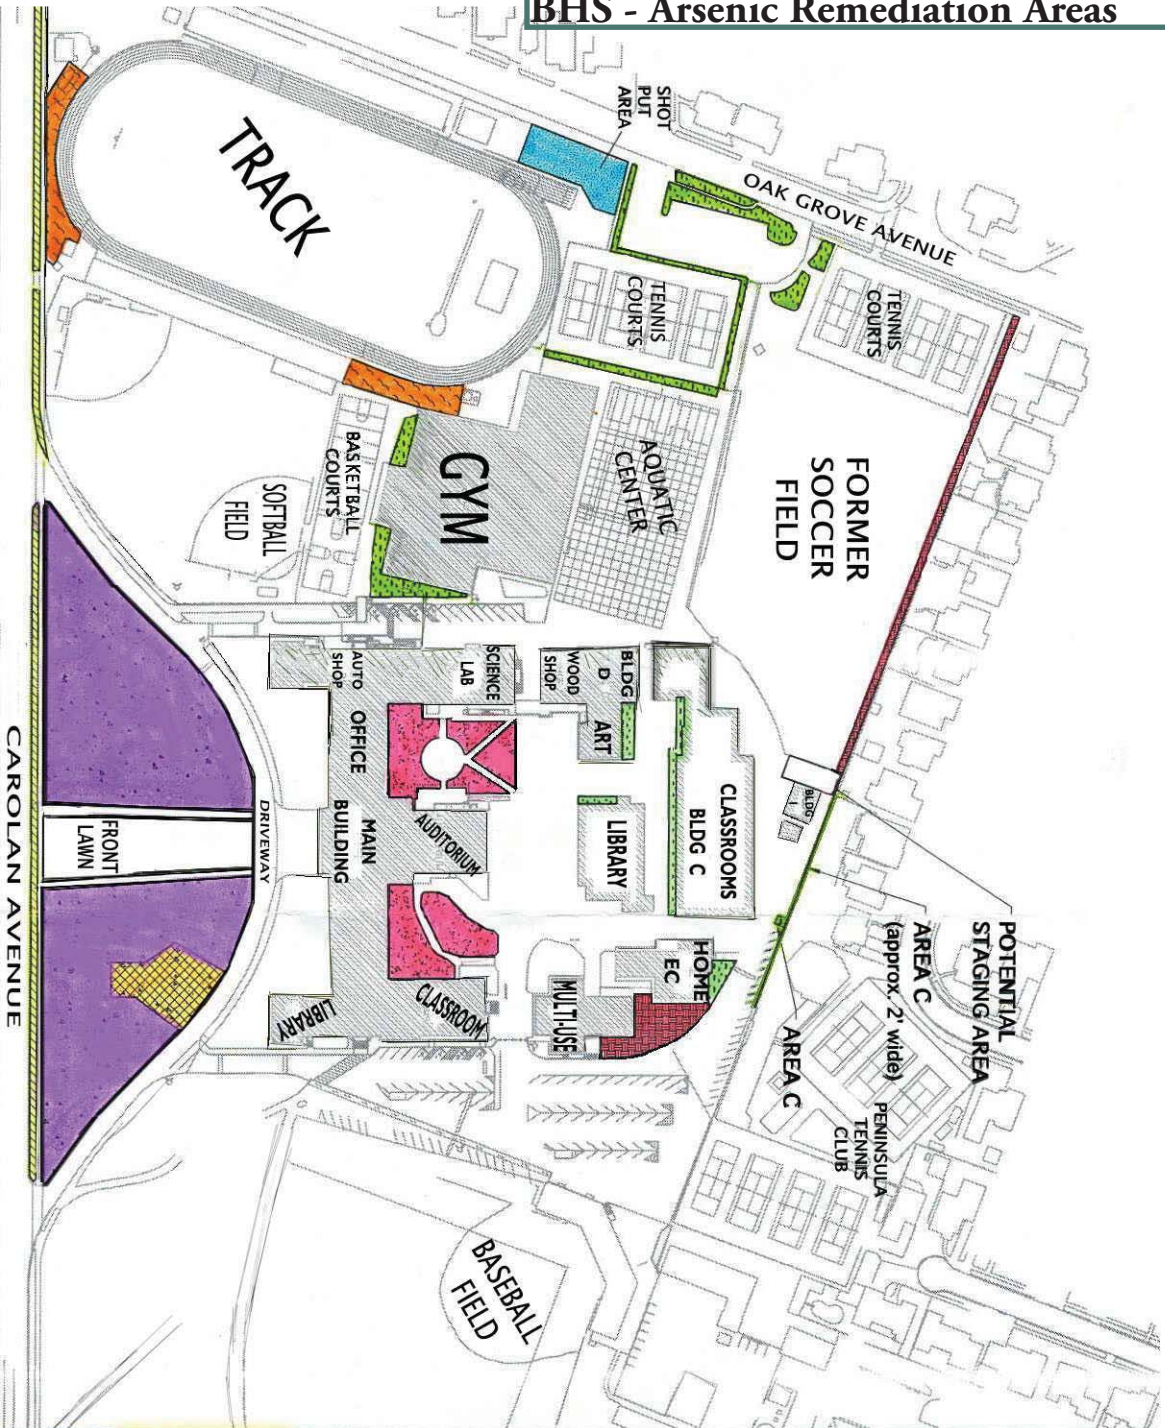 BHS - Arsenic Remediation Areas
SHOT
PUT
AREA
TRACK
OAK GROVE AVENUE
TENNIS
COURTS
TENNIS
COURTS
FORMER
SOCCER
FIELD
AQUATIC
CENTER
GYM
BASKETBALL
COURTS
SOFTBALL
FIELD
SCIENCE
LAB
AUTO
SHOP
BLDG
D
WOOD
SHOP
ART
OFFICE
MAIN
BUILDING
AUDITORIUM
CLASSROOMS
BLDG C
LIBRARY
BLDG
I
DRIVEWAY
FRONT
LAWN
CAROLAN AVENUE
POTENTIAL
STAGING AREA
AREA C
(approx. 2' wide)
AREA C
HOME
EC
MULTI-USE
CLASSROOM
LIBRARY
PENINSULA
TENNIS
CLUB
BASEBALL
FIELD